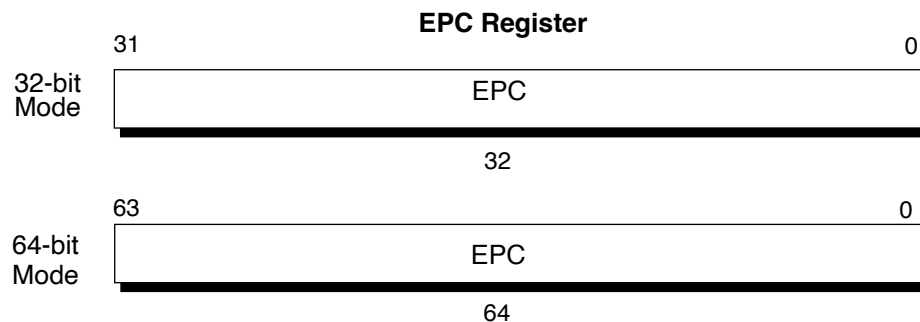 EPC Register
31 0
32-bit
Mode
EPC
32
63 0
64-bit
Mode
EPC
64